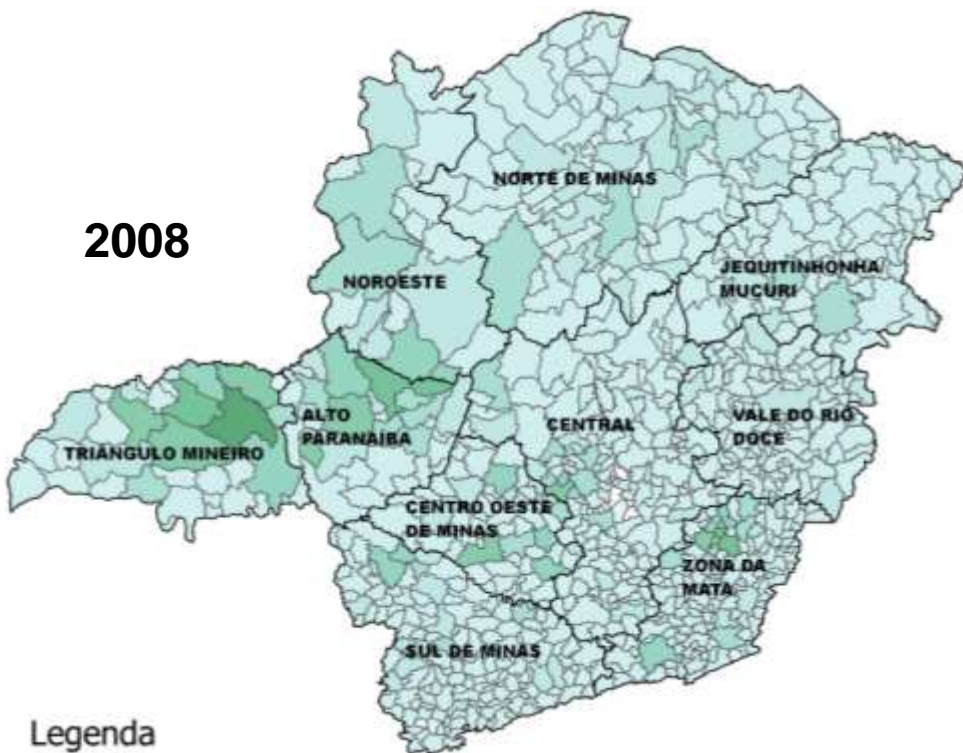 NORTE DE MINAS
2008
JEQUITINHONHA
MUCURI
NOROESTE
ALTO
PARANAIBA
CENTRAL
VALE DO RIO
DOCE
TRIANGULO MINEIRO
CENTRO OESTE
DE MINAS
ZONA DA
MATA
SUL DE MINAS
Legenda